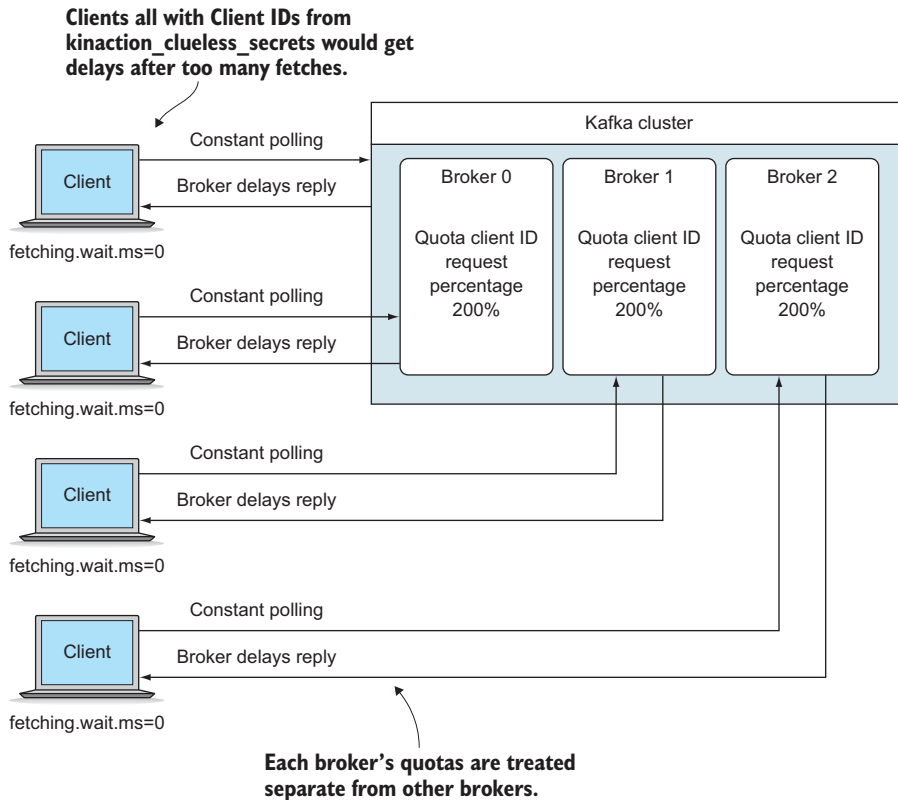 Clients all with Client IDs from
kinaction_clueless_secrets would get
delays after too many fetches.
Kafka cluster
Constant polling
Client
Broker delays reply
fetching.wait.ms=0
Broker 0
Quota client ID
request
percentage
200%
Broker 1
Quota client ID
request
percentage
200%
Broker 2
Quota client ID
request
percentage
200%
Constant polling
Client
Broker delays reply
fetching.wait.ms=0
Constant polling
Client
Broker delays reply
fetching.wait.ms=0
Constant polling
Client
Broker delays reply
fetching.wait.ms=0
Each broker’s quotas are treated
separate from other brokers.